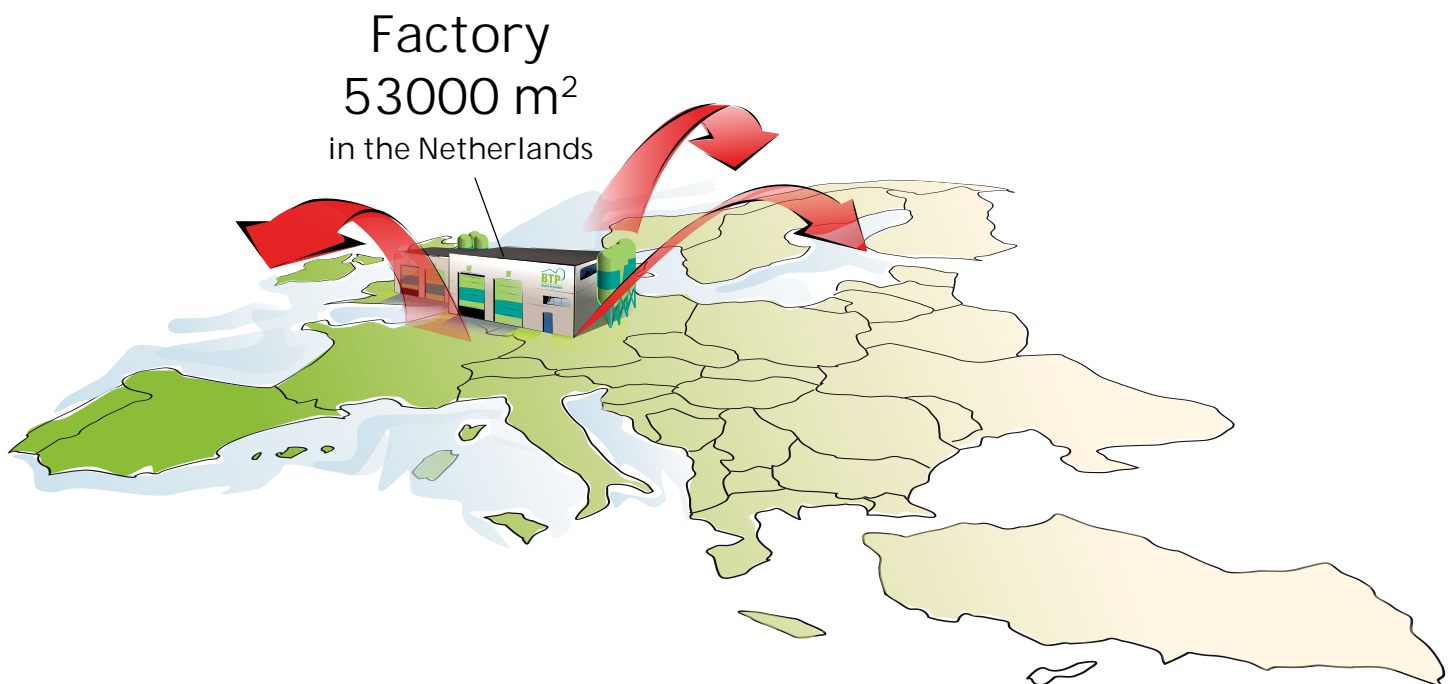 Factory
53000 m²
in the Netherlands
BTP